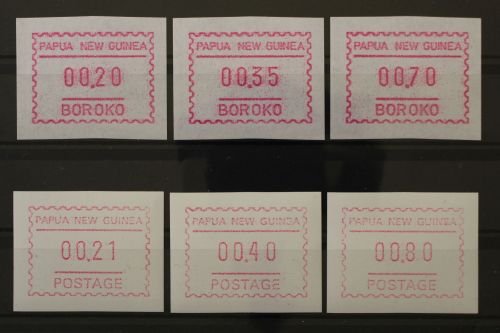 PAPUA NEW GUINEA
00.20
BOROKO
PAPUA NEW GUINEA
00.35
BOROKO
PAPUA NEW GUINEA
00.70
BOROKO
PAPUA NEW GUINEA
00.21
POSTAGE
PAPUA NEW GUINEA
00.40
POSTAGE
PAPUA NEW GUINEA
00.80
POSTAGE